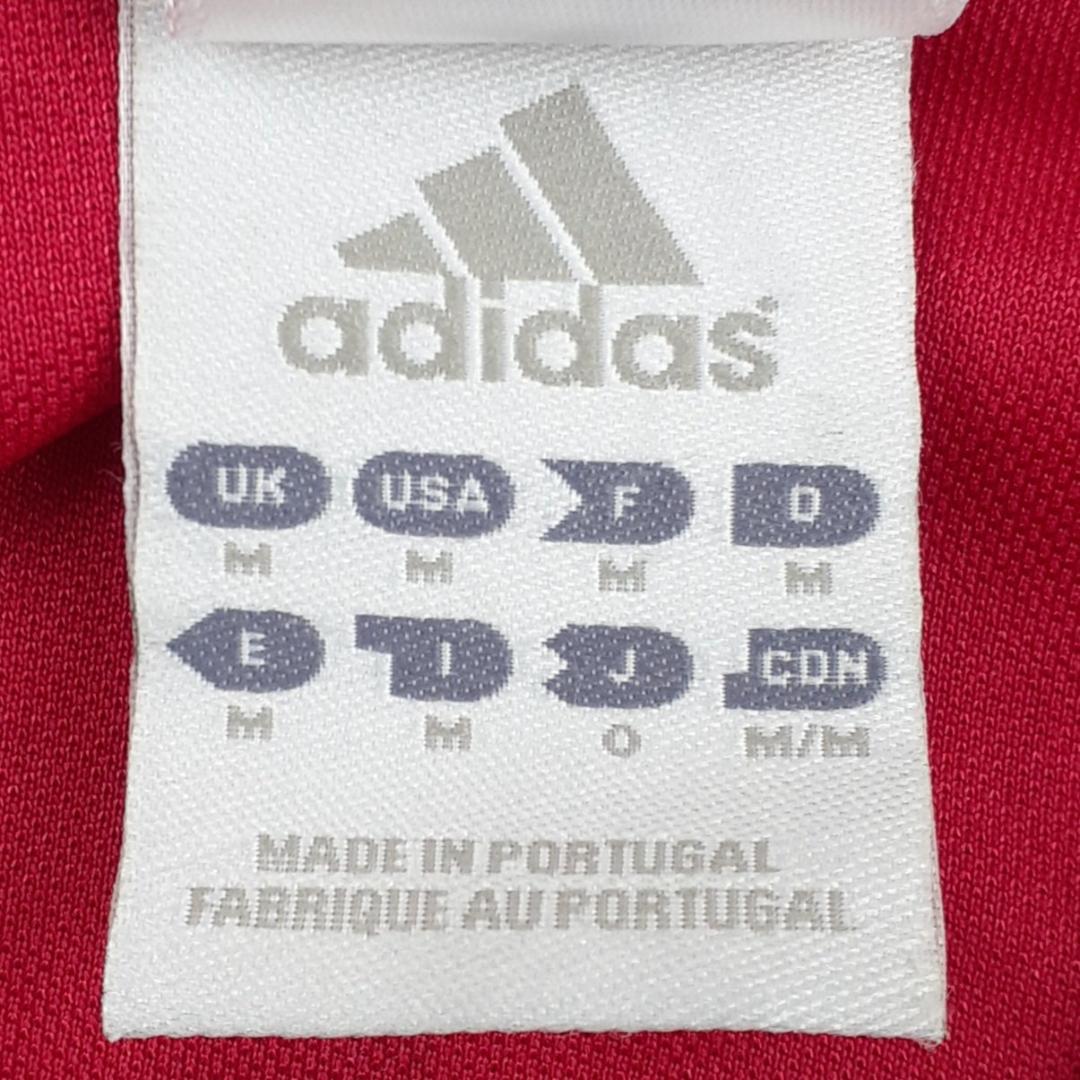 adidas
UK USA F D
M M M M
E I J CDN
M M O M/M
MADE IN PORTUGAL
FABRIQUE AU PORTUGAL